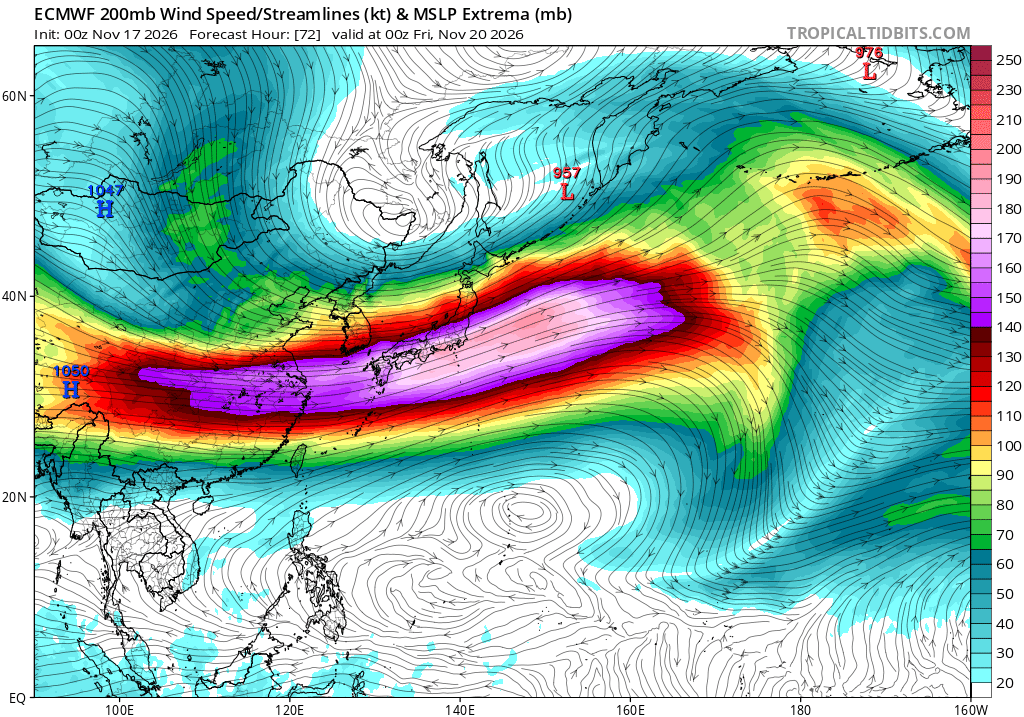 ECMWF 200mb Wind Speed/Streamlines (kt) & MSLP Extrema (mb)
Init: 00z Nov 17 2026   Forecast Hour: [72]   valid at 00z Fri, Nov 20 2026
TROPICALTIDBITS.COM
976
L
60N
957
L
1047
H
40N
1050
H
20N
EQ
100E
120E
140E
160E
180
160W
250
230
210
200
190
180
170
160
150
140
130
120
110
100
90
80
70
60
50
40
30
20